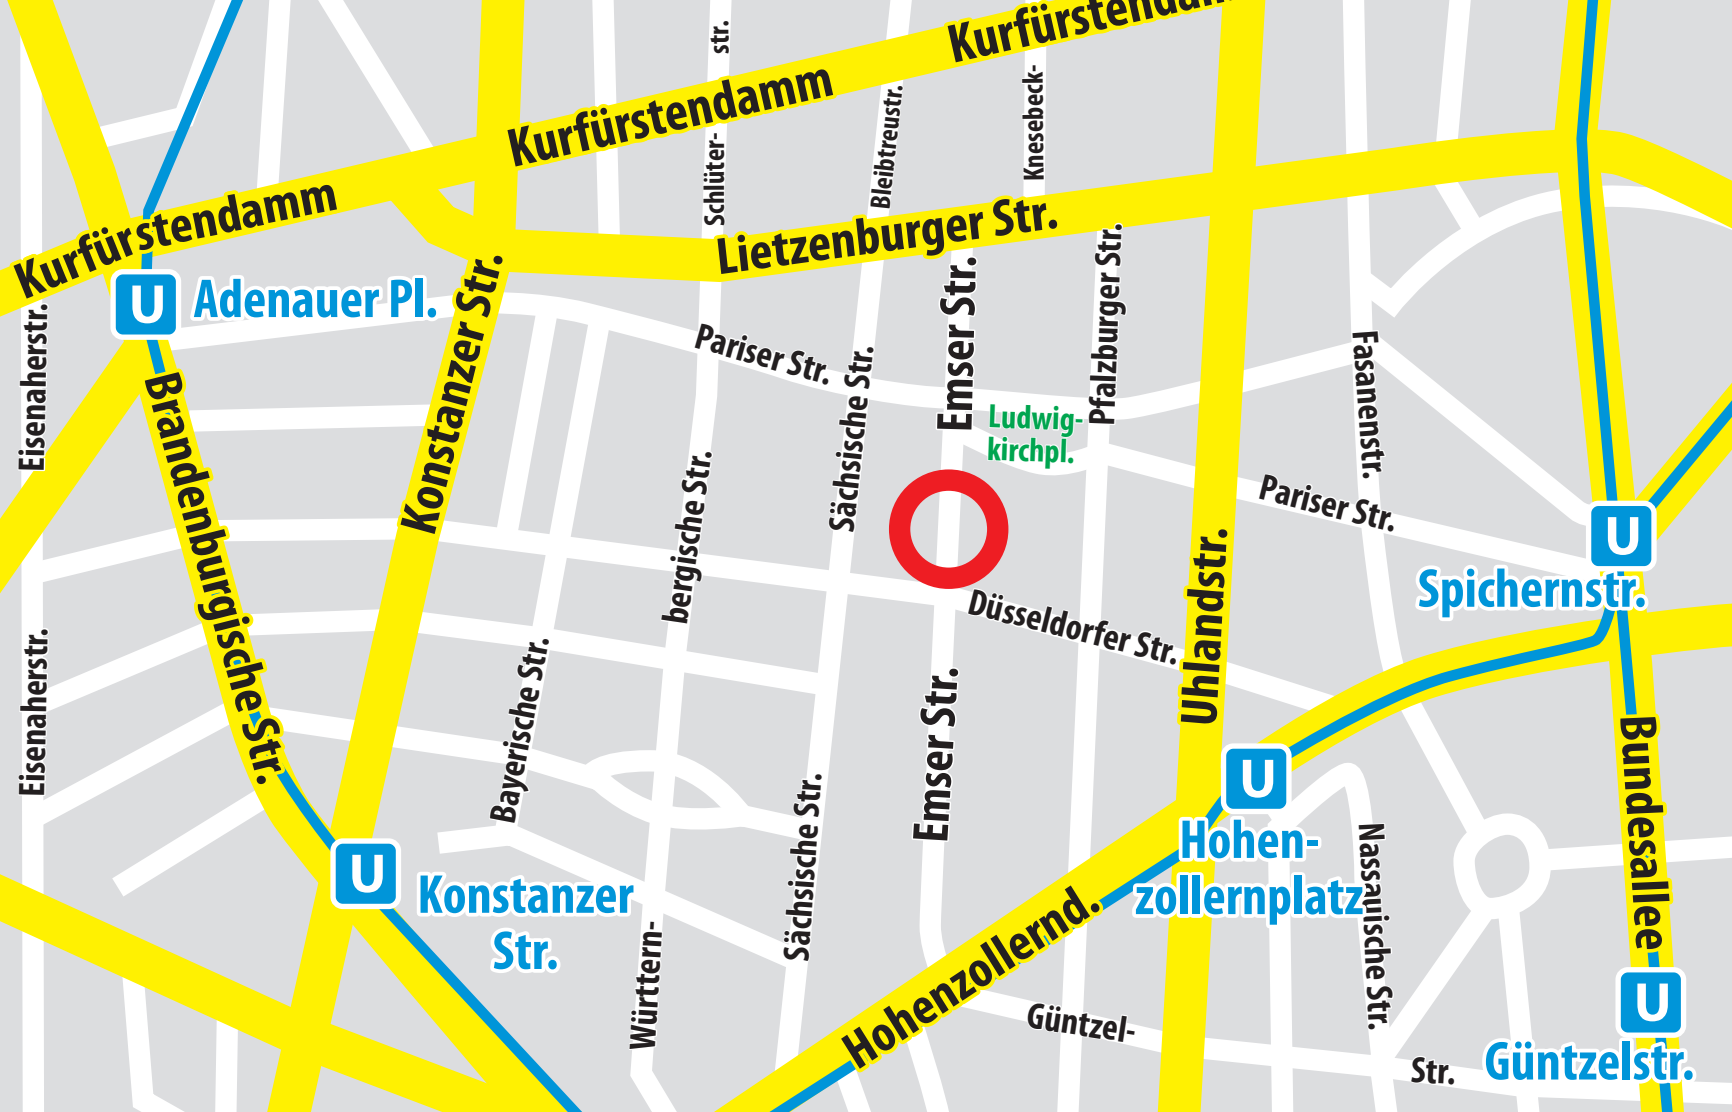 Kurfürstendamm
str.
Kurfürstendamm
Knesebeck-
Bleibtreustr.
Schlüter-
Kurfürstendamm
Lietzenburger Str.
U
Adenauer Pl.
Eisenaherstr.
Konstanzer Str.
Pariser Str.
Emser Str.
Pfalzburger Str.
Fasanenstr.
Sächsische Str.
Ludwig-
kirchpl.
Brandenburgische Str.
bergische Str.
Pariser Str.
U
Spichernstr.
Düsseldorfer Str.
Uhlandstr.
Eisenaherstr.
Bayerische Str.
Emser Str.
Sächsische Str.
U
Hohen-
zollernplatz
Bundesallee
Nassauische Str.
U
Konstanzer
Str.
Württern-
Hohenzollernd.
Güntzel-
Str.
U
Güntzelstr.